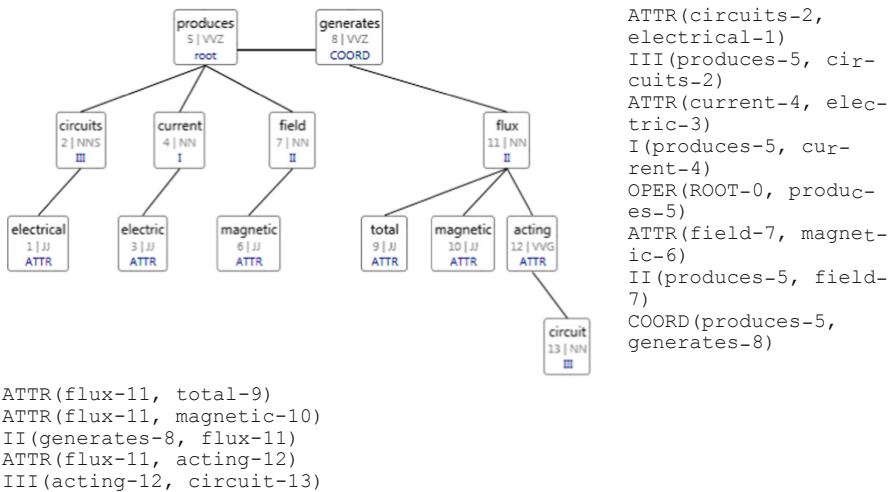 produces
5 | VVZ
root
generates
8 | VVZ
COORD
circuits
2 | NNS
III
current
4 | NN
I
field
7 | NN
II
flux
11 | NN
II
electrical
1 | JJ
ATTR
electric
3 | JJ
ATTR
magnetic
6 | JJ
ATTR
total
9 | JJ
ATTR
magnetic
10 | JJ
ATTR
acting
12 | VVG
ATTR
circuit
13 | NN
III
ATTR(circuits-2,
electrical-1)
III(produces-5, cir-
cuits-2)
ATTR(current-4, elec-
tric-3)
I(produces-5, cur-
rent-4)
OPER(ROOT-0, produc-
es-5)
ATTR(field-7, magnet-
ic-6)
II(produces-5, field-
7)
COORD(produces-5,
generates-8)
ATTR(flux-11, total-9)
ATTR(flux-11, magnetic-10)
II(generates-8, flux-11)
ATTR(flux-11, acting-12)
III(acting-12, circuit-13)